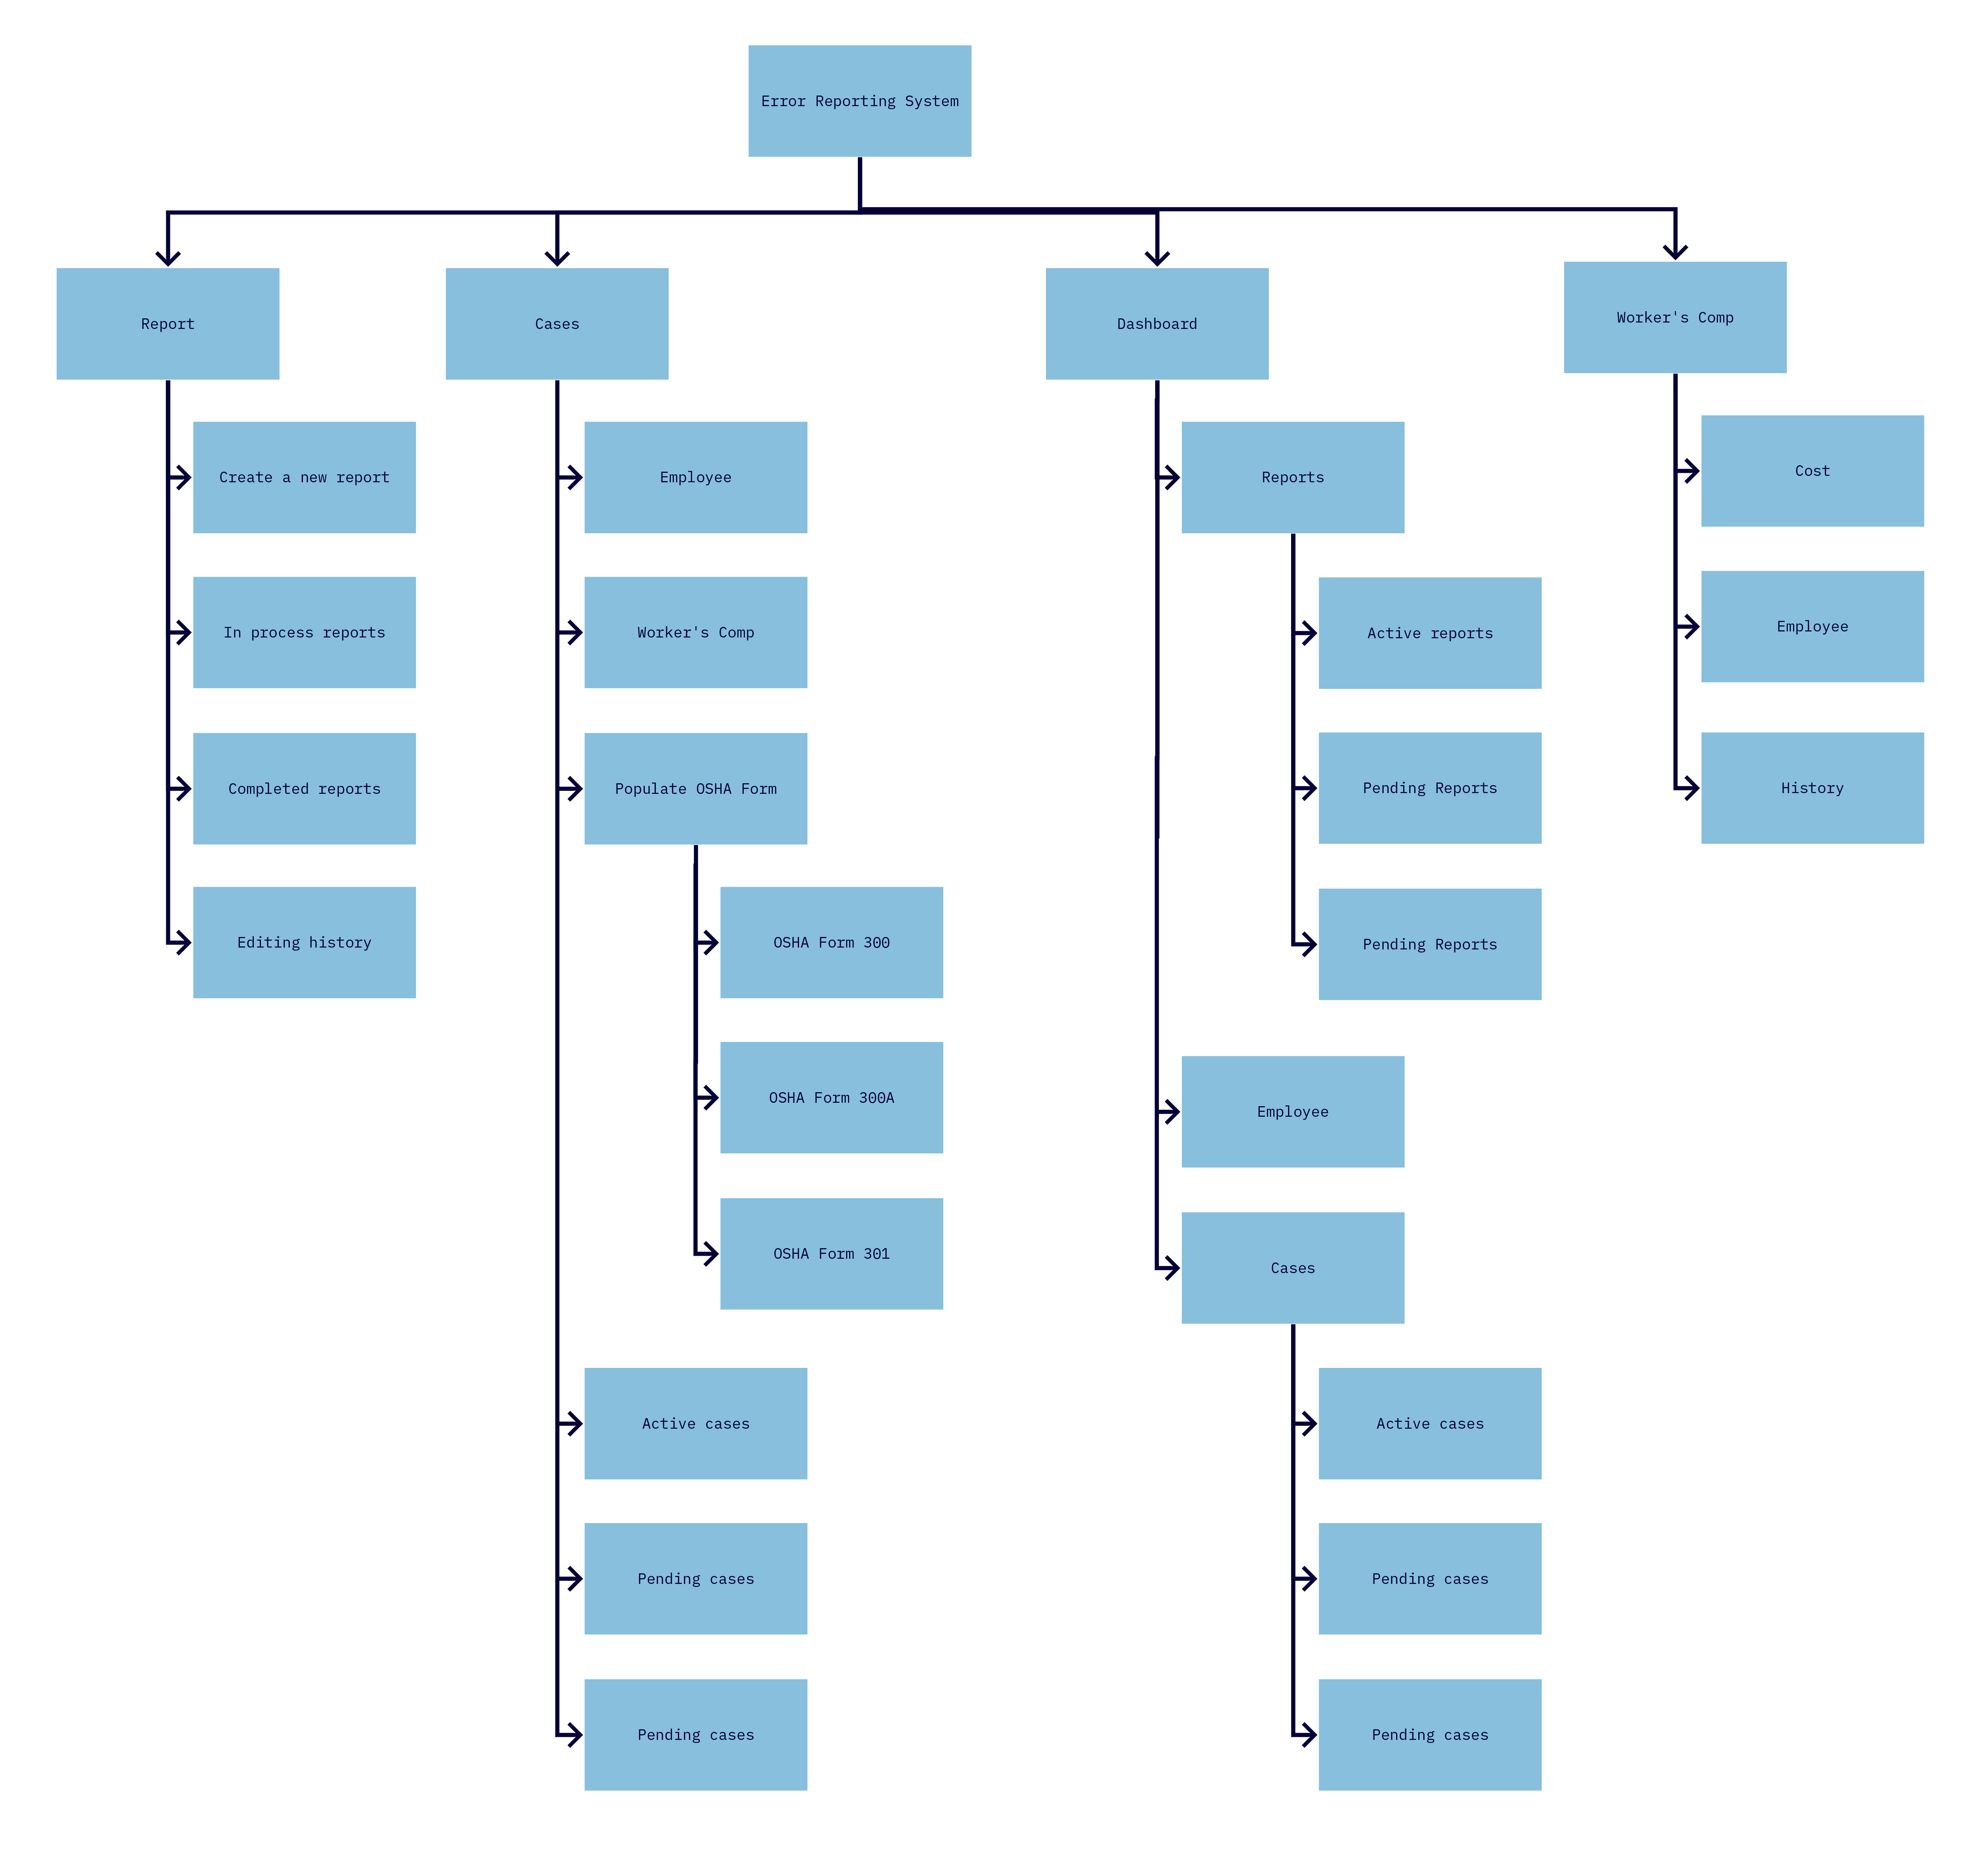 Error Reporting System
Report
Create a new report
In process reports
Completed reports
Editing history
Cases
Employee
Worker's Comp
Populate OSHA Form
OSHA Form 300
OSHA Form 300A
OSHA Form 301
Active cases
Pending cases
Pending cases
Dashboard
Reports
Active reports
Pending Reports
Pending Reports
Employee
Cases
Active cases
Pending cases
Pending cases
Worker's Comp
Cost
Employee
History